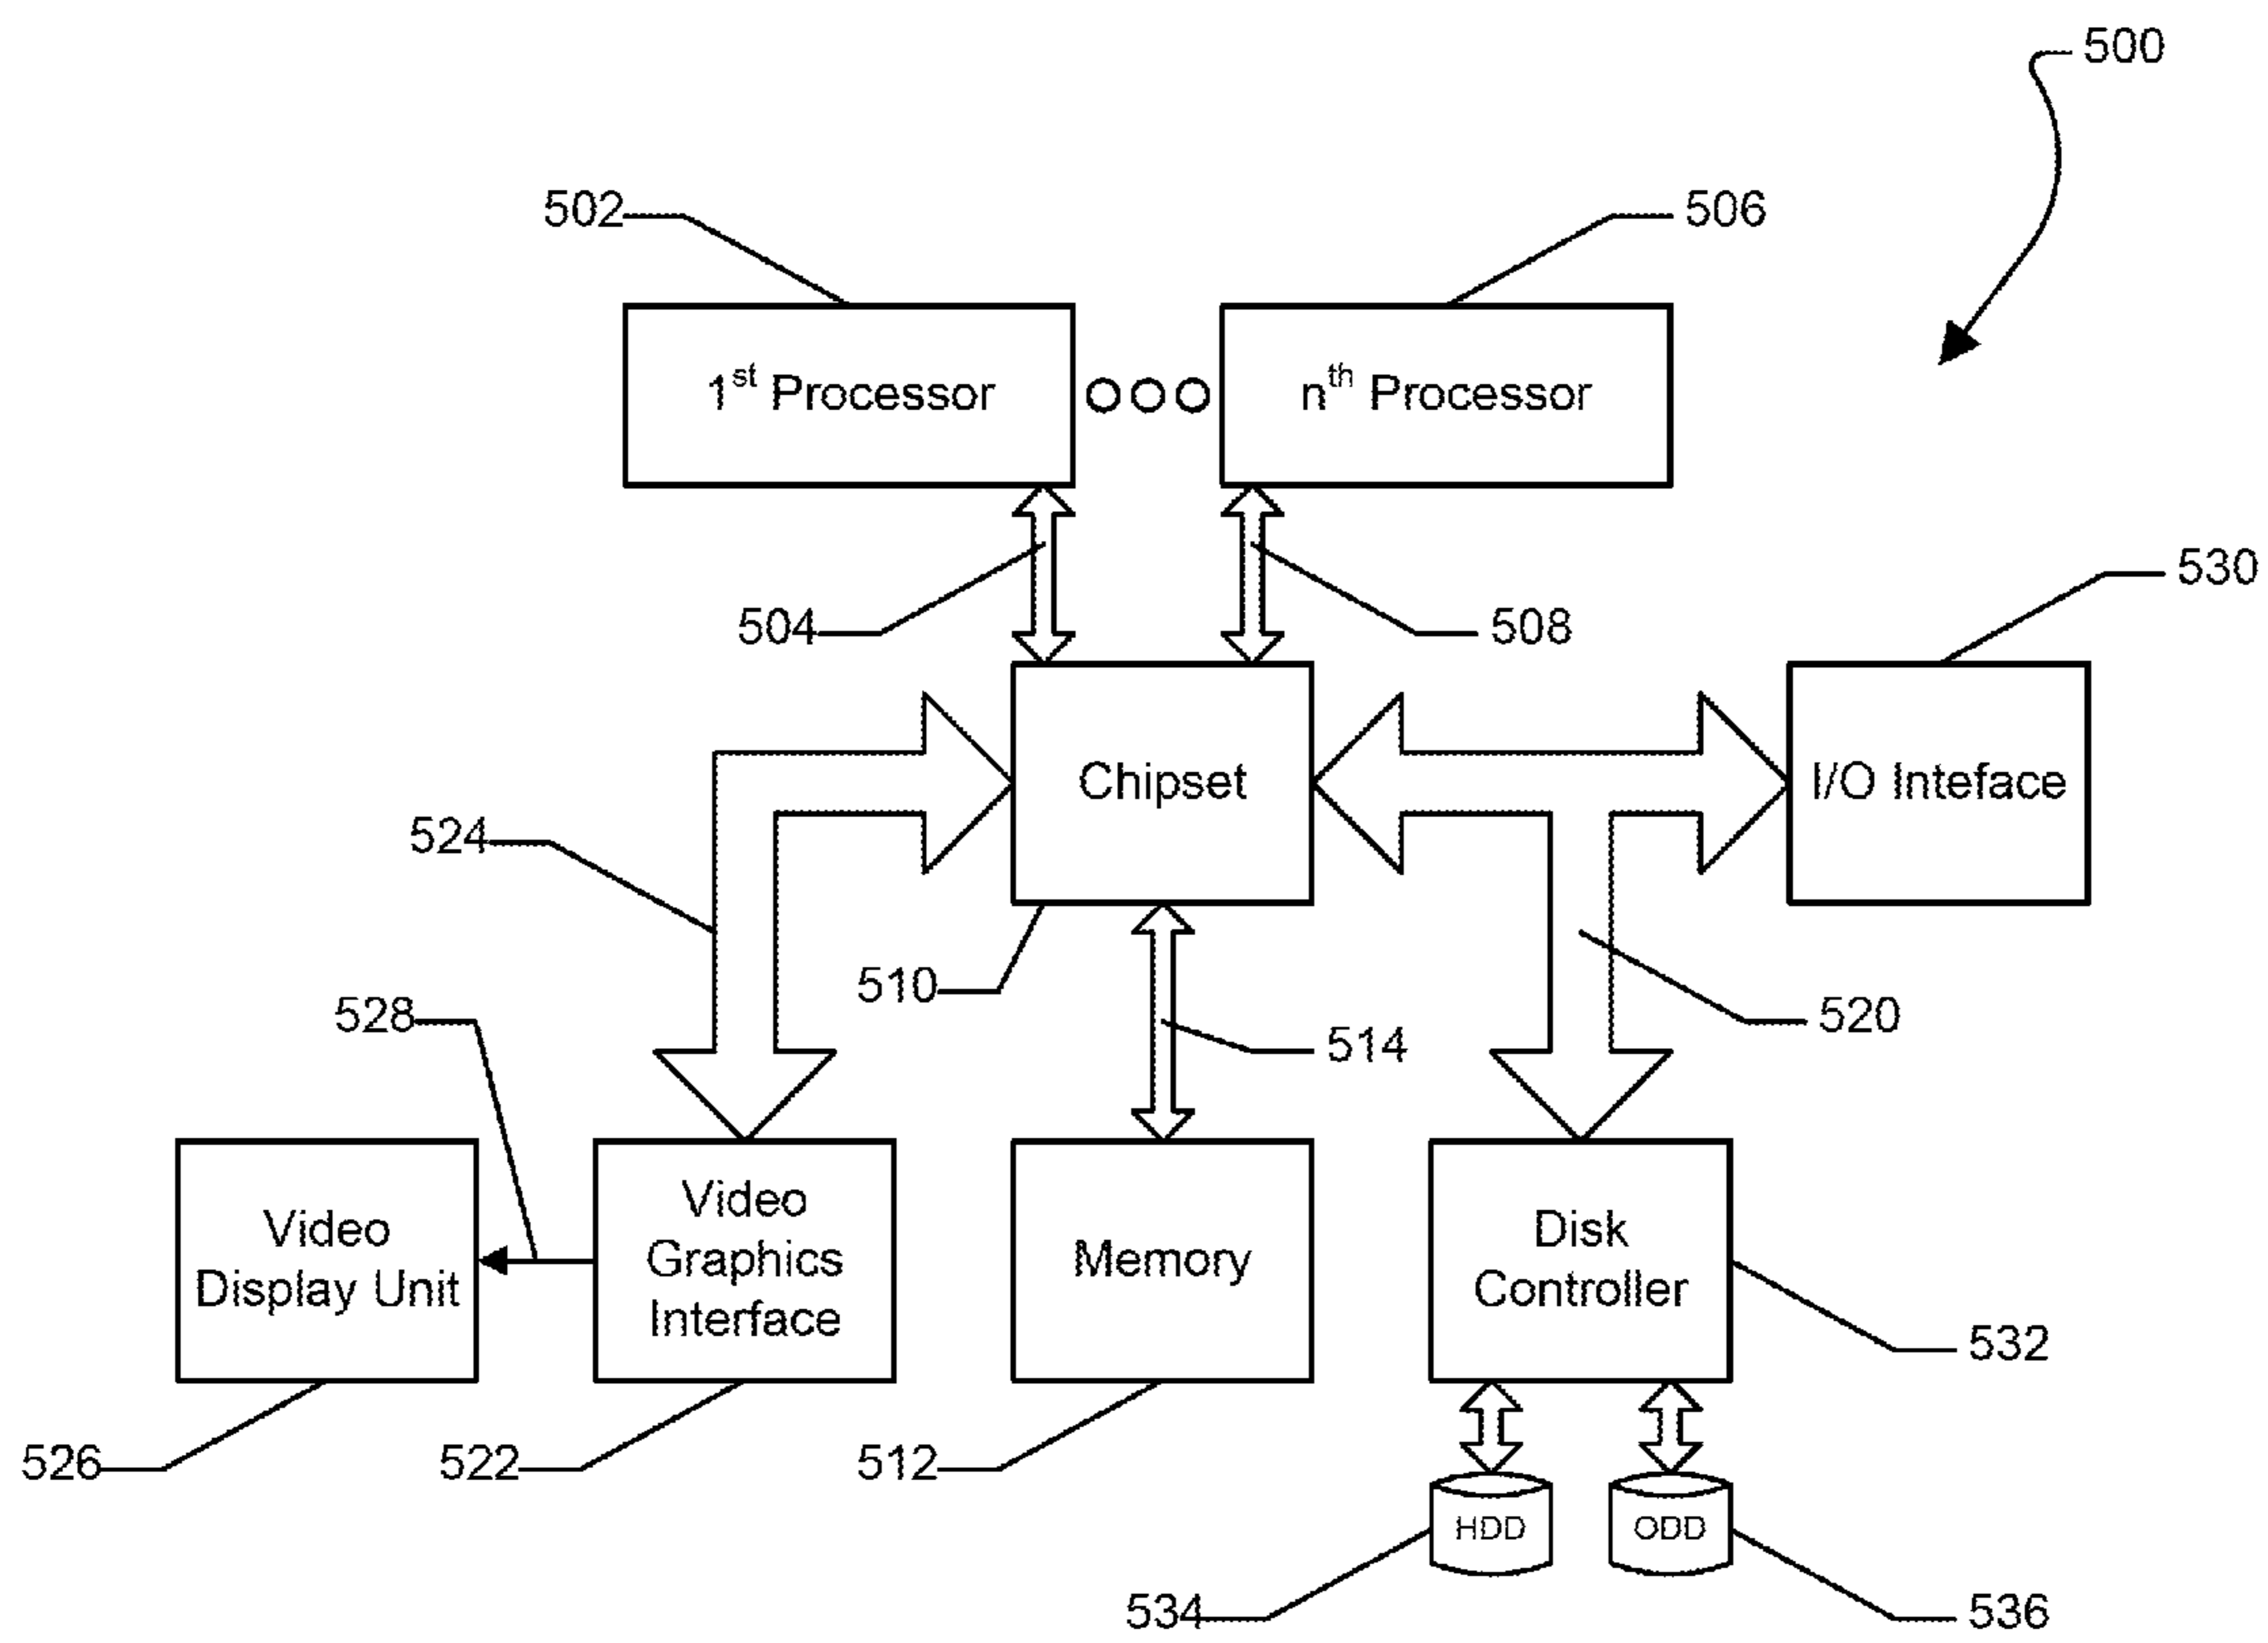 500
502
506
1st Processor
nth Processor
504
508
530
Chipset
I/O Inteface
524
510
528
514
520
Video
Display Unit
Video
Graphics
Interface
Memory
Disk
Controller
532
526
522
512
HDD
ODD
534
536